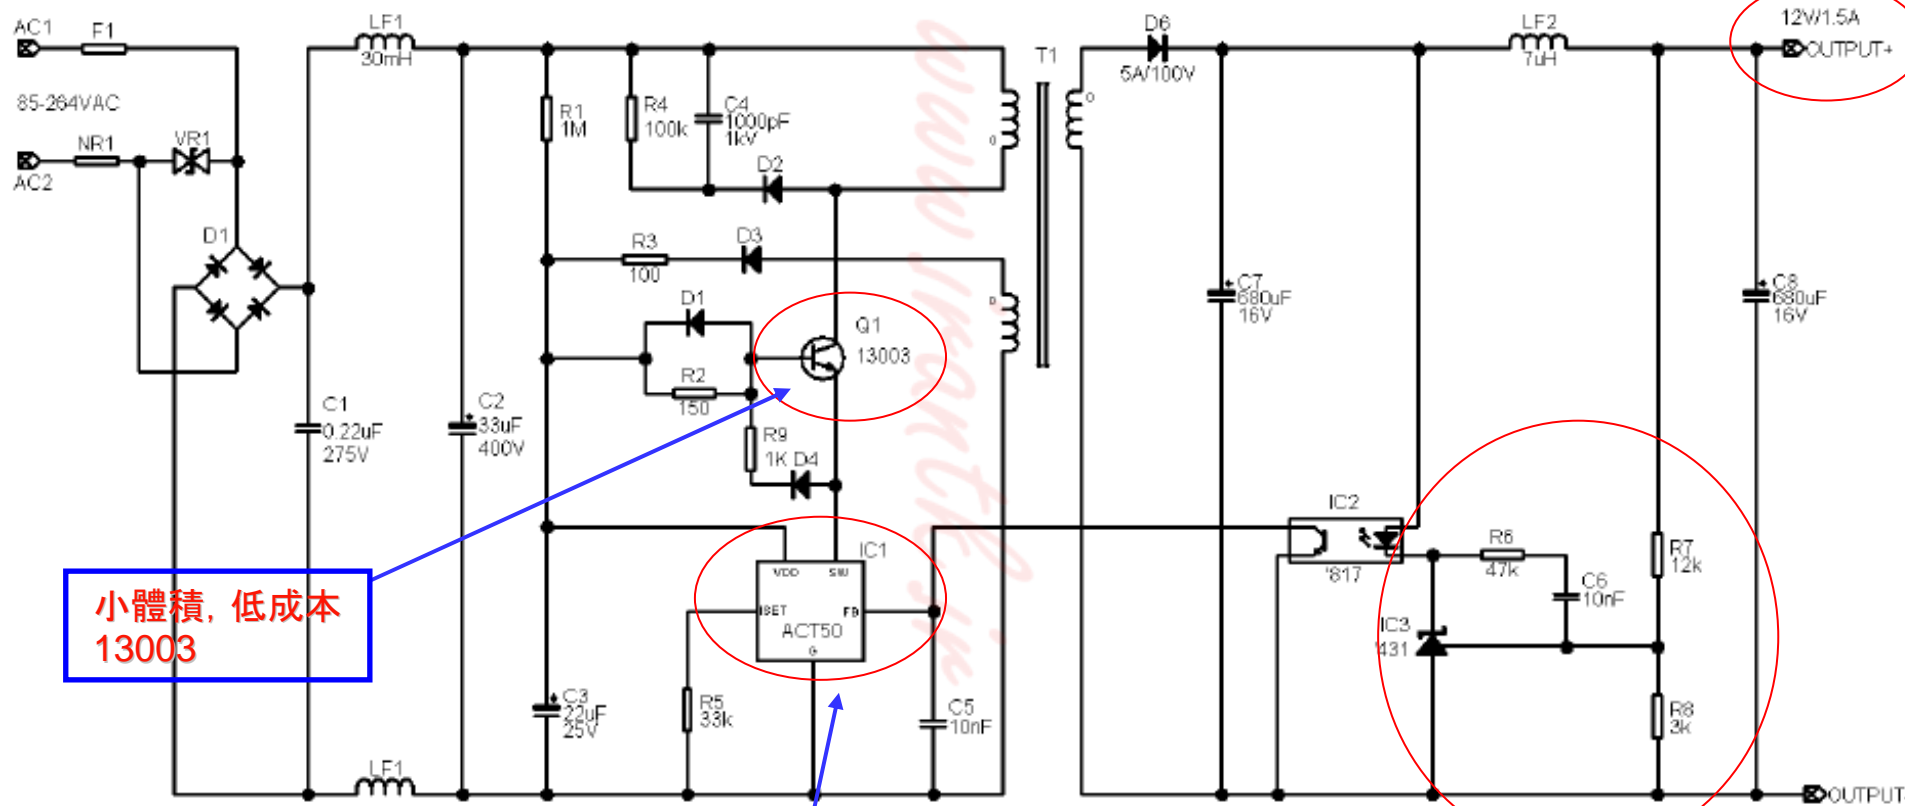 AC1
F1
85-264VAC
NR1
VR1
AC2
D1
LF1
30mH
C1
0.22uF
275V
C2
33uF
400V
LF1
R1
1M
R4
100k
C4
1000pF
1kV
D2
R3
100
D3
D1
R2
150
Q1
13003
R9
1K
D4
IC1
VDD
SW
ISET
FB
ACT50
G
C3
22uF
25V
R5
33k
C5
10nF
T1
D6
5A/100V
C7
680uF
16V
LF2
7uH
12V/1.5A
OUTPUT+
C8
680uF
16V
IC2
'817
R6
47k
C6
10nF
IC3
'431
R7
12k
R8
3k
OUTPUT
小體積, 低成本
13003